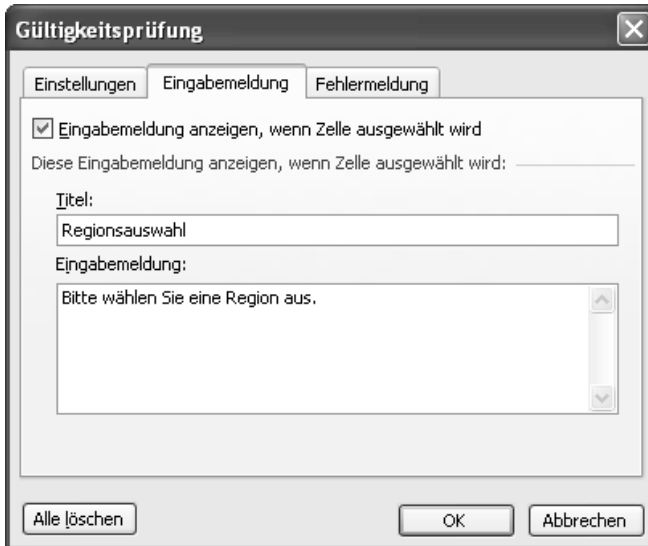 Gültigkeitsprüfung
Einstellungen Eingabemeldung Fehlermeldung
Eingabemeldung anzeigen, wenn Zelle ausgewählt wird
Diese Eingabemeldung anzeigen, wenn Zelle ausgewählt wird:
Titel:
Regionsauswahl
Eingabemeldung:
Bitte wählen Sie eine Region aus.
Alle löschen OK Abbrechen